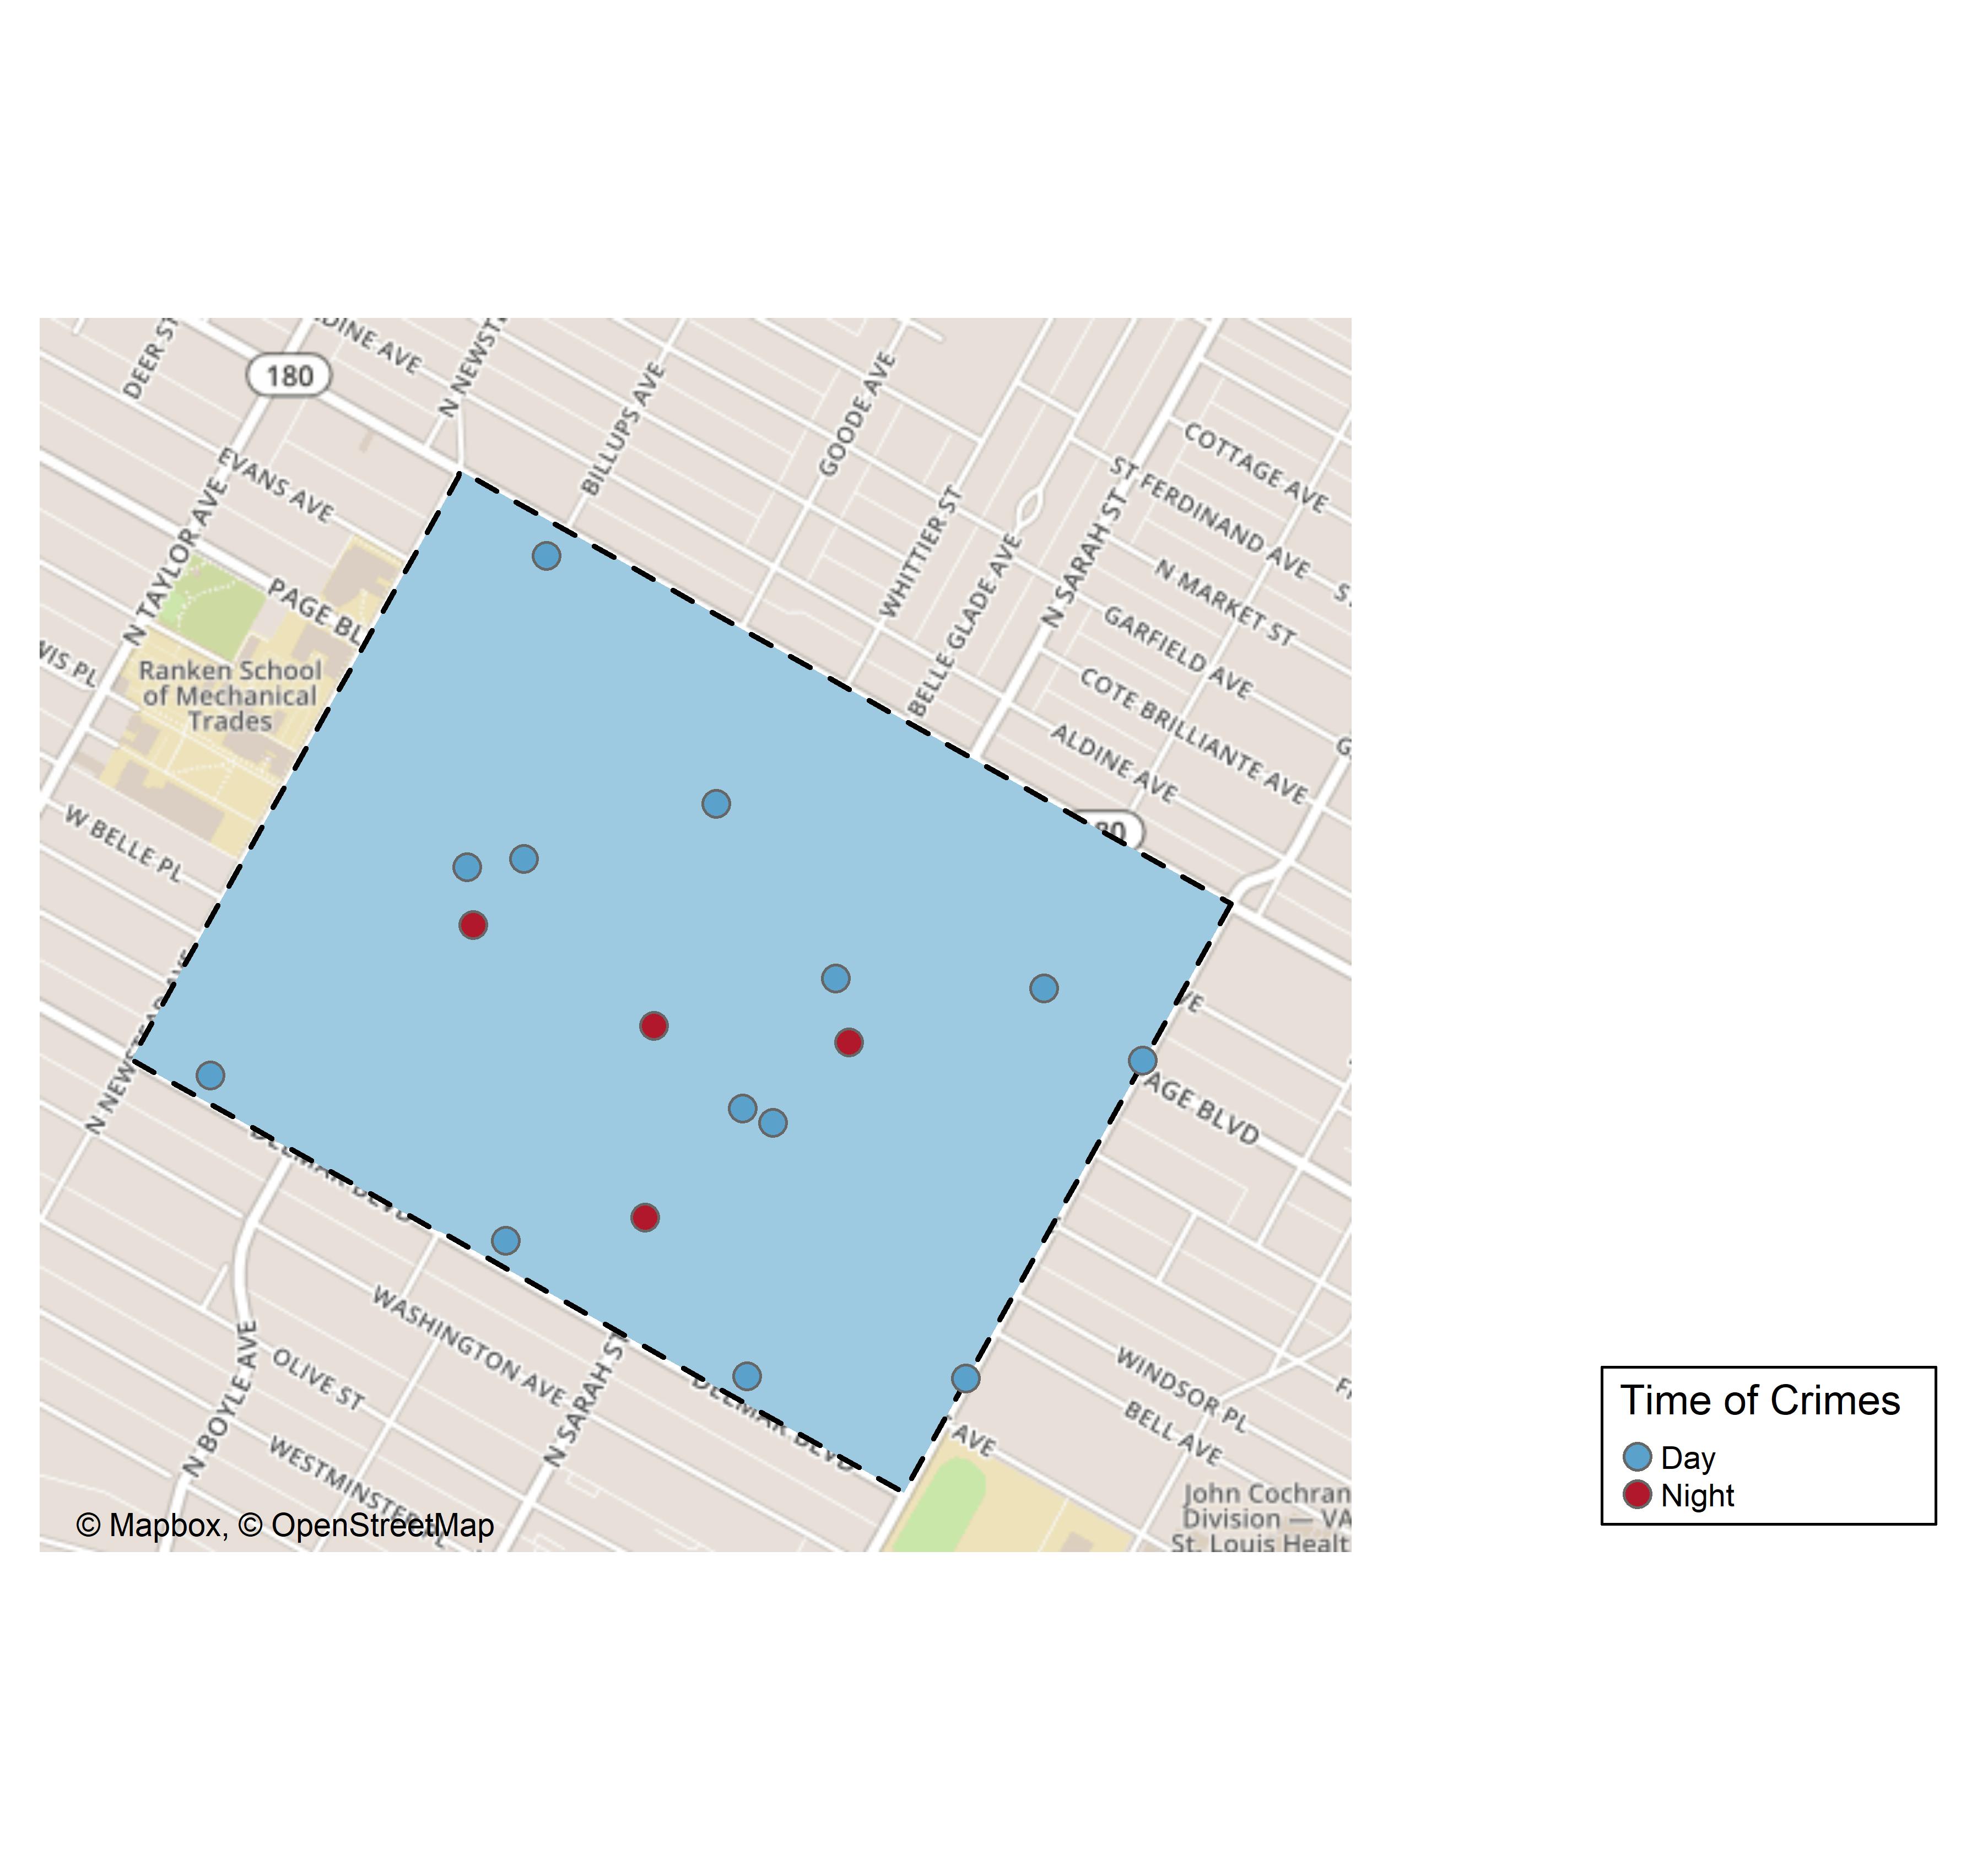 DEER ST
DINE AVE
N NEWST
180
BILLUPS AVE
GOODE AVE
COTTAGE AVE
EVANS AVE
ST FERDINAND AVE
WHITTIER ST
N SARAH ST
N TAYLOR AVE
BELLE GLADE AVE
N MARKET ST
S
PAGE BL
GARFIELD AVE
Ranken School
of Mechanical
Trades
WIS PL
COTE BRILLIANTE AVE
G
ALDINE AVE
W BELLE PL
80
VE
N NEWSTEAD AVE
AGE BLVD
DELMAR BLVD
WASHINGTON AVE
OLIVE ST
N BOYLE AVE
N SARAH ST
DELMAR BLVD
WINDSOR PL
BELL AVE
F
AVE
WESTMINSTER PL
John Cochran
Division — VA
St. Louis Healt
© Mapbox, © OpenStreetMap
Time of Crimes
Day
Night